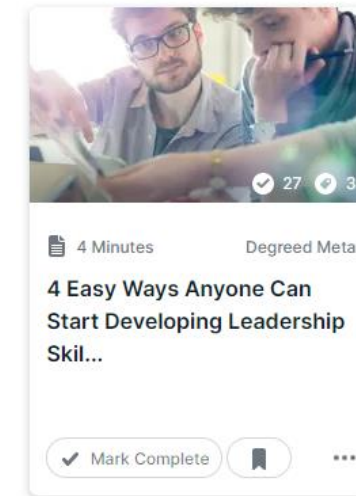 27 3
4 Minutes Degreed Meta
4 Easy Ways Anyone Can
Start Developing Leadership
Skil...
Mark Complete